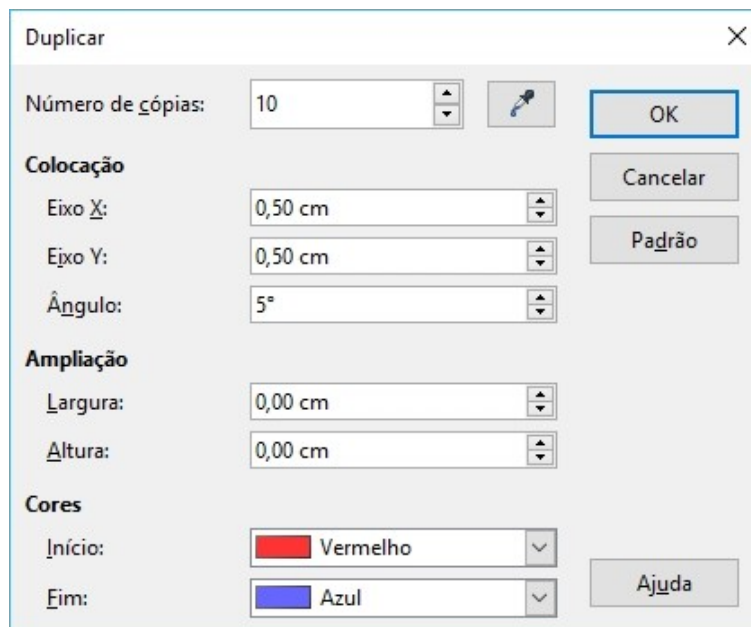 Duplicar
Número de cópias: 10
OK
Colocação
Cancelar
Eixo X: 0,50 cm
Padrão
Eixo Y: 0,50 cm
Ângulo: 5°
Ampliação
Largura: 0,00 cm
Altura: 0,00 cm
Cores
Início: Vermelho
Fim: Azul
Ajuda